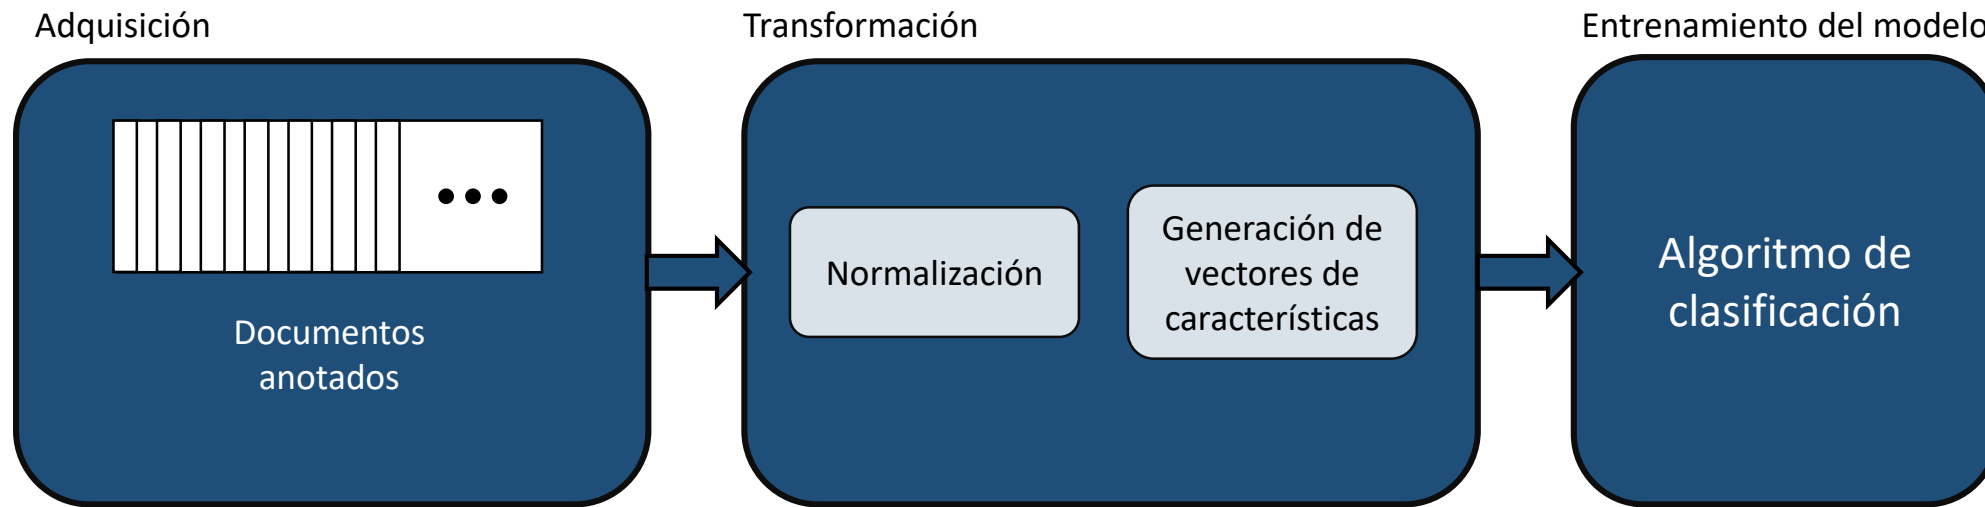 Adquisición
Transformación
Entrenamiento del modelo
Documentos
anotados
Normalización
Generación de
vectores de
características
Algoritmo de
clasificación